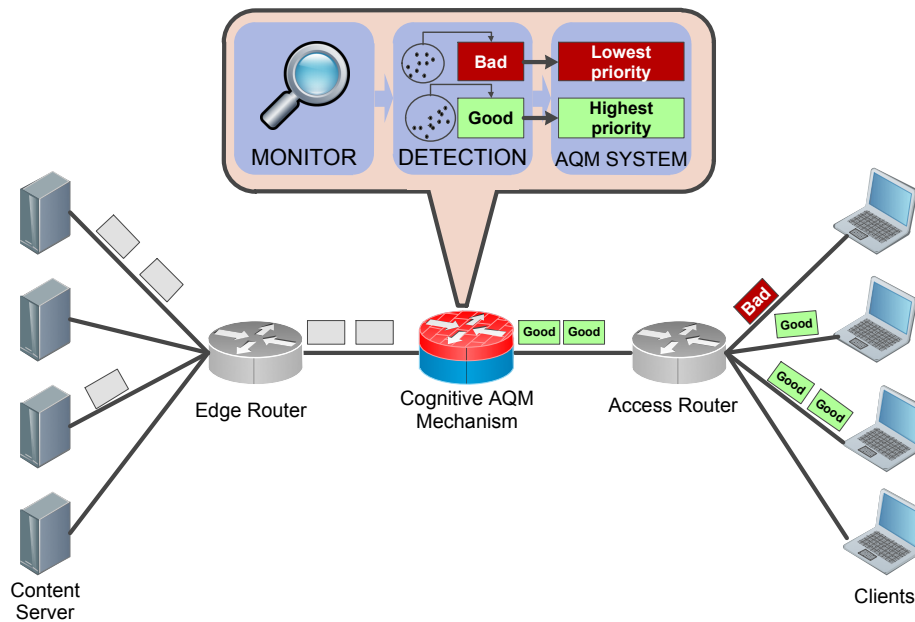 Bad
Lowest
priority
Good
Highest
priority
MONITOR
DETECTION
AQM SYSTEM
Bad
Good
Good Good
Good
Good
Edge Router
Cognitive AQM
Mechanism
Access Router
Content
Server
Clients